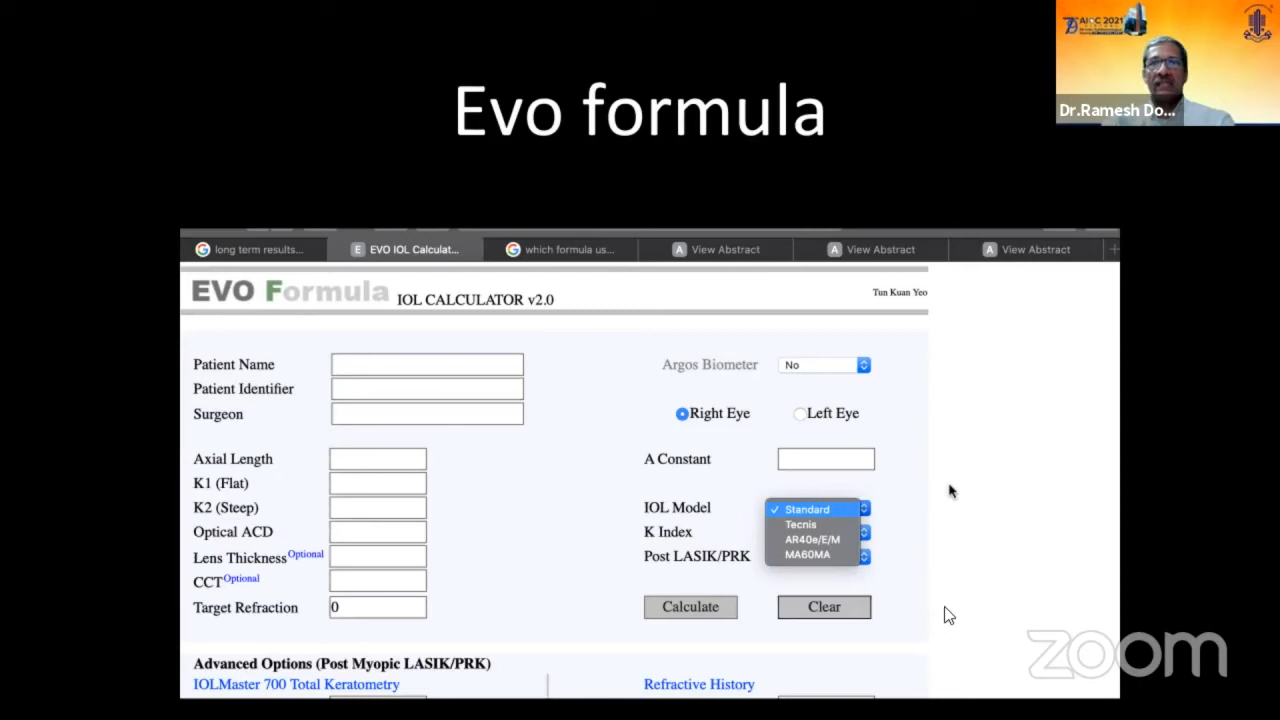 AIOC 2021
Dr.Ramesh Do...
Evo formula
long term results...
EVO IOL Calculat...
which formula us...
View Abstract
View Abstract
View Abstract
EVO Formula IOL CALCULATOR v2.0
Tun Kuan Yeo
Patient Name
Argos Biometer
No
Patient Identifier
Surgeon
Right Eye
Left Eye
Axial Length
A Constant
K1 (Flat)
K2 (Steep)
IOL Model
Standard
Tecnis
AR40e/E/M
MA60MA
Optical ACD
K Index
Lens Thickness Optional
Post LASIK/PRK
CCT Optional
Target Refraction
0
Calculate
Clear
Advanced Options (Post Myopic LASIK/PRK)
IOLMaster 700 Total Keratometry
Refractive History
zoom